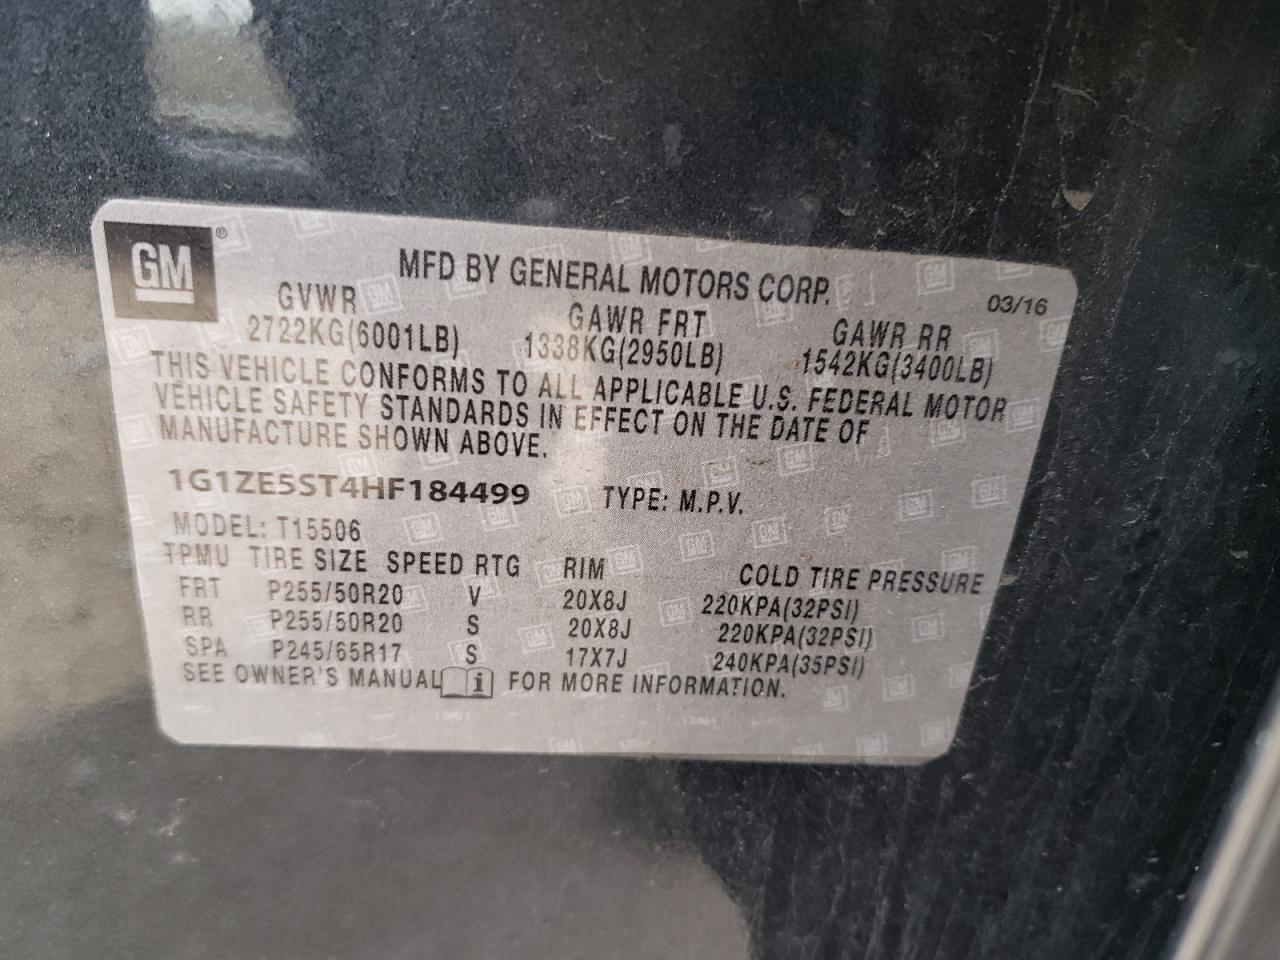 GM ®
MFD BY GENERAL MOTORS CORP.
03/16
GVWR GAWR FRT GAWR RR
2722KG(6001LB) 1338KG(2950LB) 1542KG(3400LB)
THIS VEHICLE CONFORMS TO ALL APPLICABLE U.S. FEDERAL MOTOR
VEHICLE SAFETY STANDARDS IN EFFECT ON THE DATE OF
MANUFACTURE SHOWN ABOVE.
1G1ZE5ST4HF184499 TYPE: M.P.V.
MODEL: T15506
TPMU TIRE SIZE SPEED RTG RIM COLD TIRE PRESSURE
FRT P255/50R20 V 20X8J 220KPA(32PSI)
RR P255/50R20 S 20X8J 220KPA(32PSI)
SPA P245/65R17 S 17X7J 240KPA(35PSI)
SEE OWNER'S MANUAL i FOR MORE INFORMATION.